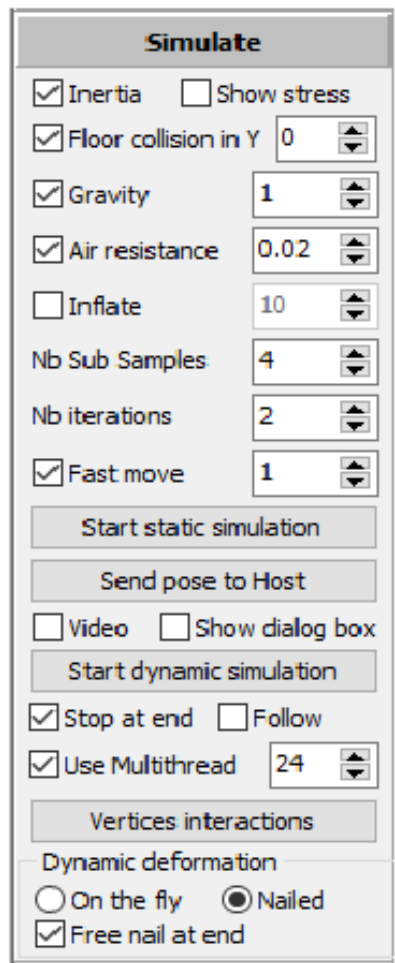 Simulate
Inertia Show stress
Floor collision in Y 0
Gravity 1
Air resistance 0.02
Inflate 10
Nb Sub Samples 4
Nb iterations 2
Fast move 1
Start static simulation
Send pose to Host
Video Show dialog box
Start dynamic simulation
Stop at end Follow
Use Multithread 24
Vertices interactions
Dynamic deformation
On the fly Nailed
Free nail at end